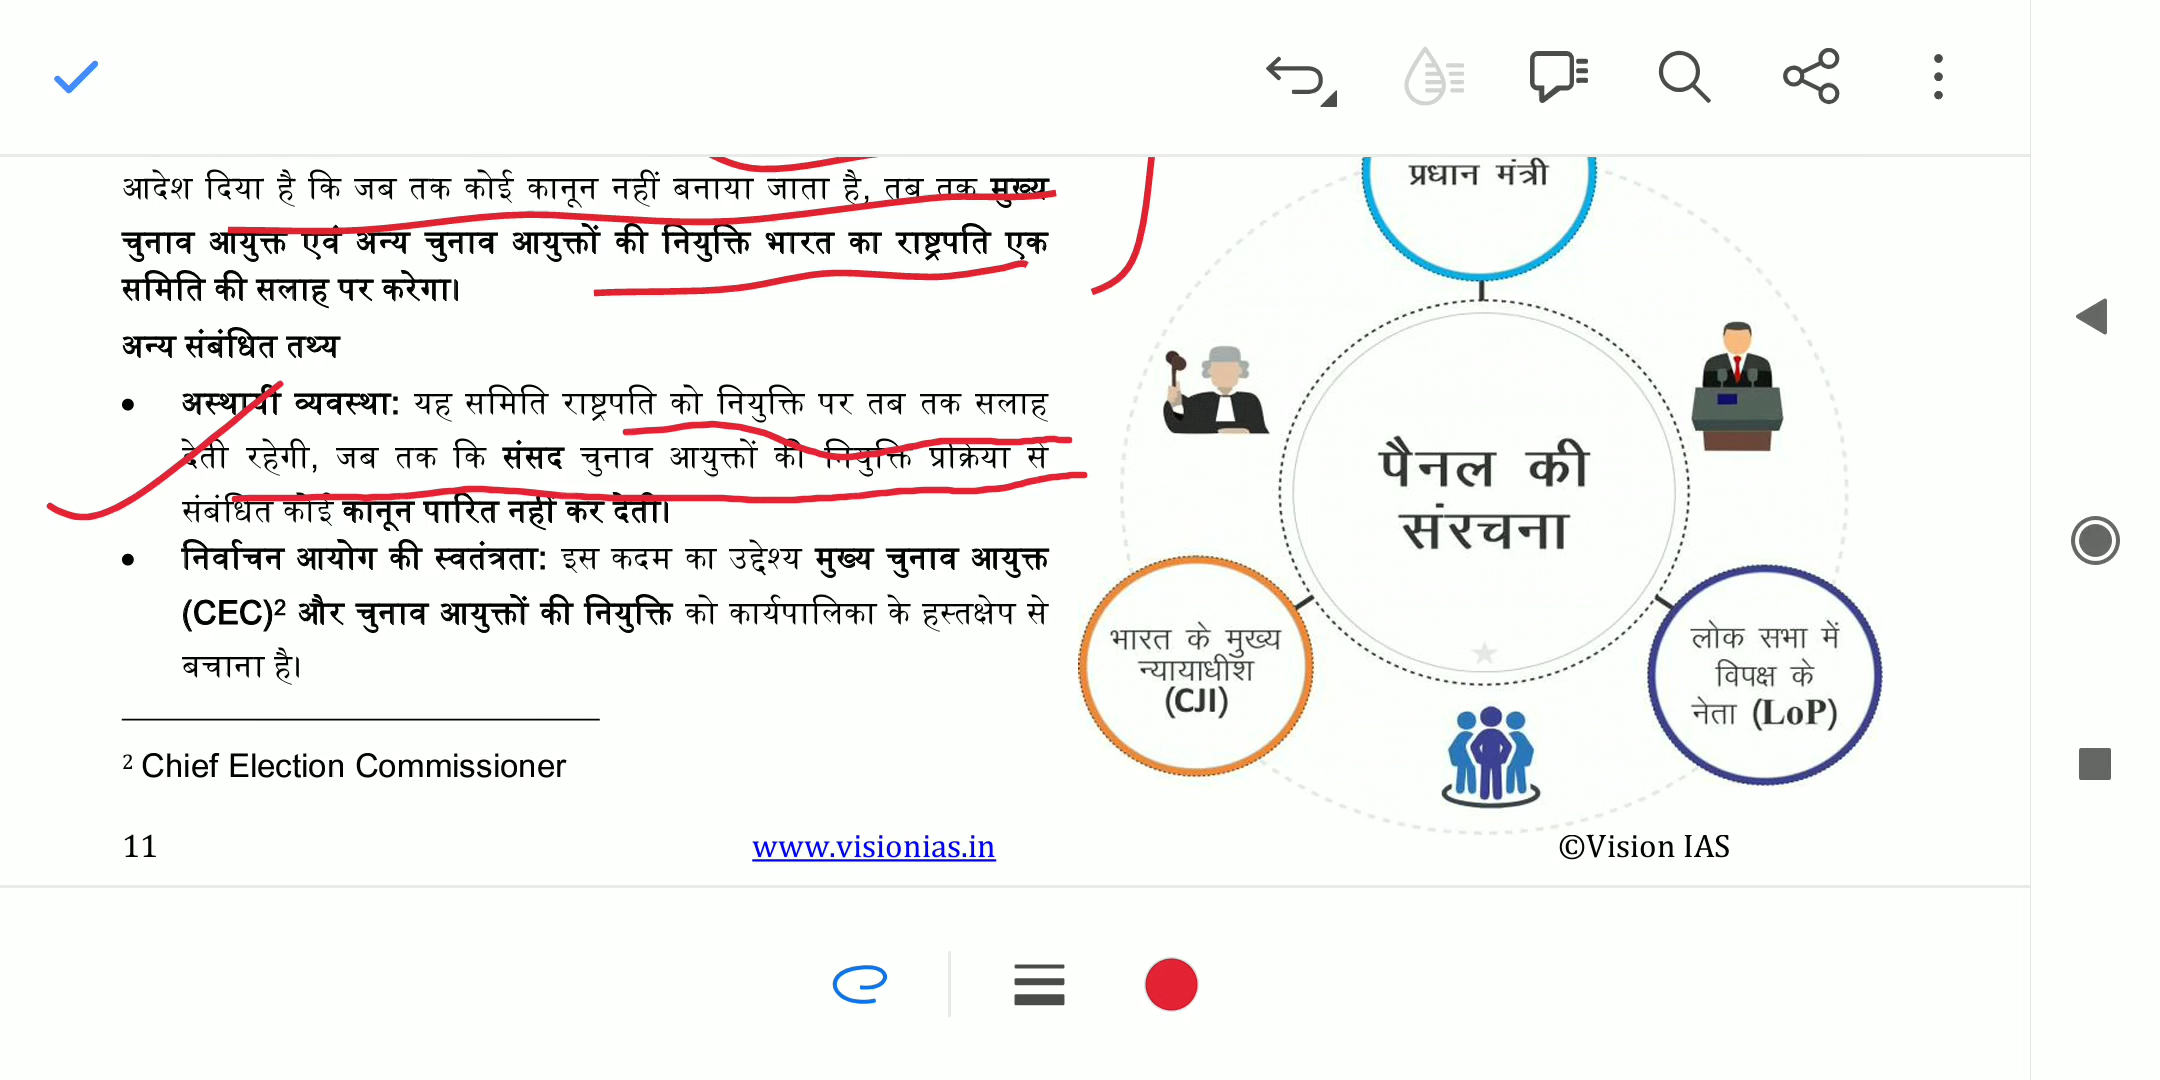 आदेश दिया है कि जब तक कोई कानून नहीं बनाया जाता है, तब तक मुख्य
चुनाव आयुक्त एवं अन्य चुनाव आयुक्तों की नियुक्ति भारत का राष्ट्रपति एक
समिति की सलाह पर करेगा।
अन्य संबंधित तथ्य
• अस्थायी व्यवस्था: यह समिति राष्ट्रपति को नियुक्ति पर तब तक सलाह
देती रहेगी, जब तक कि संसद चुनाव आयुक्तों की नियुक्ति प्रक्रिया से
संबंधित कोई कानून पारित नहीं कर देती।
• निर्वाचन आयोग की स्वतंत्रता: इस कदम का उद्देश्य मुख्य चुनाव आयुक्त
(CEC)² और चुनाव आयुक्तों की नियुक्ति को कार्यपालिका के हस्तक्षेप से
बचाना है।
² Chief Election Commissioner
प्रधान मंत्री
पैनल की
संरचना
भारत के मुख्य
न्यायाधीश
(CJI)
लोक सभा में
विपक्ष के
नेता (LoP)
11
www.visionias.in
©Vision IAS